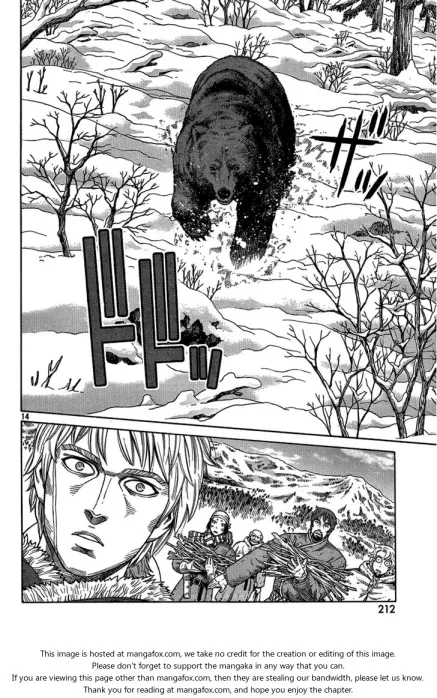 ザッ
ドドドッ
14
212
This image is hosted at mangafox.com, we take no credit for the creation or editing of this image.
Please don't forget to support the mangaka in any way that you can.
If you are viewing this page other than mangafox.com, then they are stealing our bandwidth, please let us know.
Thank you for reading at mangafox.com, and hope you enjoy the chapter.